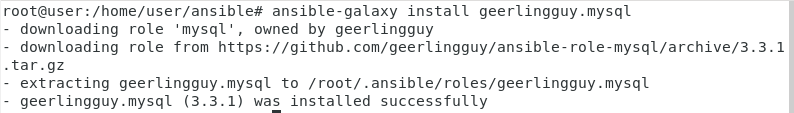 root@user:/home/user/ansible# ansible-galaxy install geerlingguy.mysql
- downloading role 'mysql', owned by geerlingguy
- downloading role from https://github.com/geerlingguy/ansible-role-mysql/archive/3.3.1
.tar.gz
- extracting geerlingguy.mysql to /root/.ansible/roles/geerlingguy.mysql
- geerlingguy.mysql (3.3.1) was installed successfully